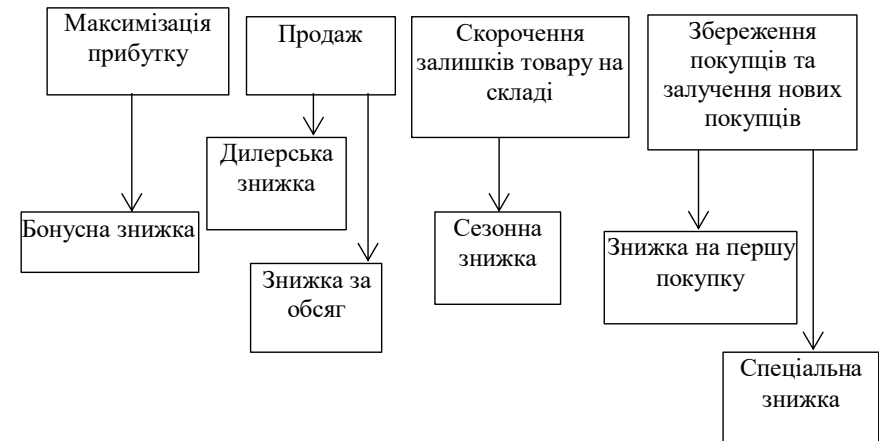 Максимізація
прибутку
Продаж
Скорочення
залишків товару на
складі
Збереження
покупців та
залучення нових
покупців
Дилерська
знижка
Бонусна знижка
Сезонна
знижка
Знижка на першу
покупку
Знижка за
обсяг
Спеціальна
знижка